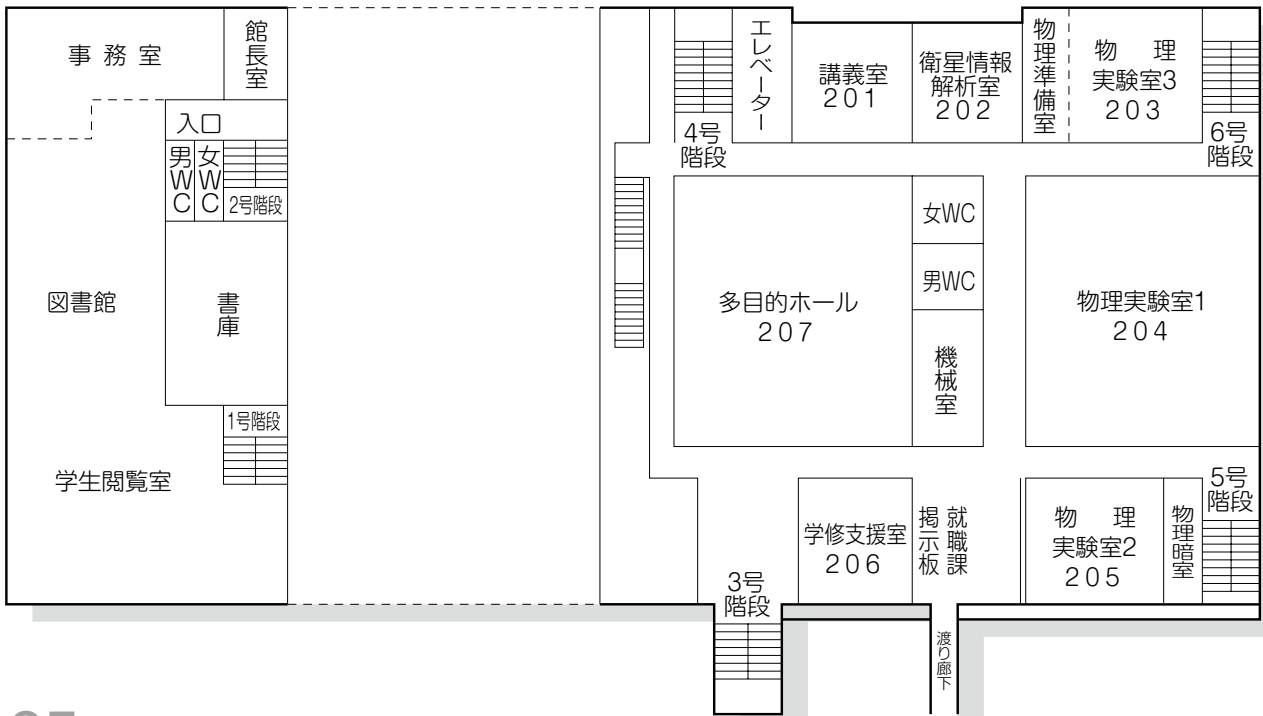 事務室
館長室
入口
男WC
女WC
2号階段
図書館
書庫
1号階段
学生閲覧室
エレベーター
4号
階段
講義室
201
衛星情報
解析室
202
物理準備室
物 理
実験室3
203
6号
階段
多目的ホール
207
女WC
男WC
機械室
物理実験室1
204
3号
階段
学修支援室
206
就職課
掲示板
物 理
実験室2
205
物理暗室
5号
階段
渡り廊下